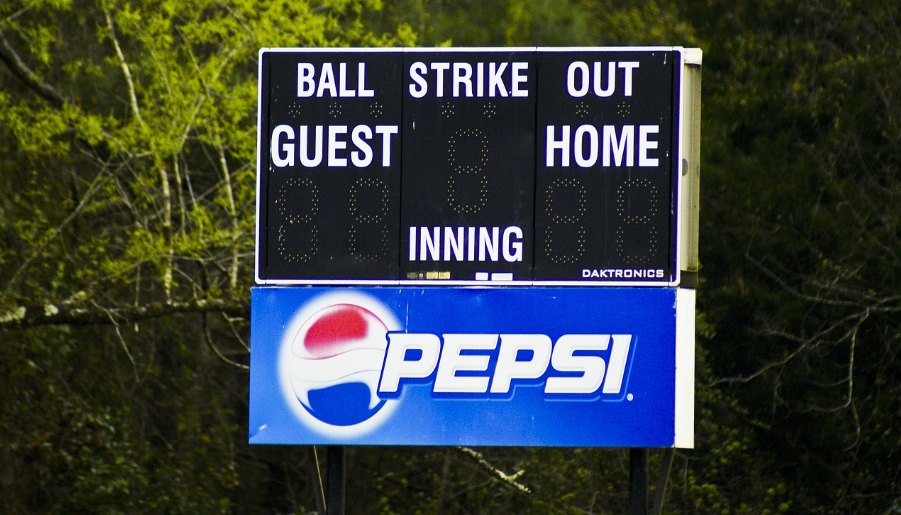 BALL STRIKE OUT
GUEST HOME
INNING
DAKTRONICS
PEPSI